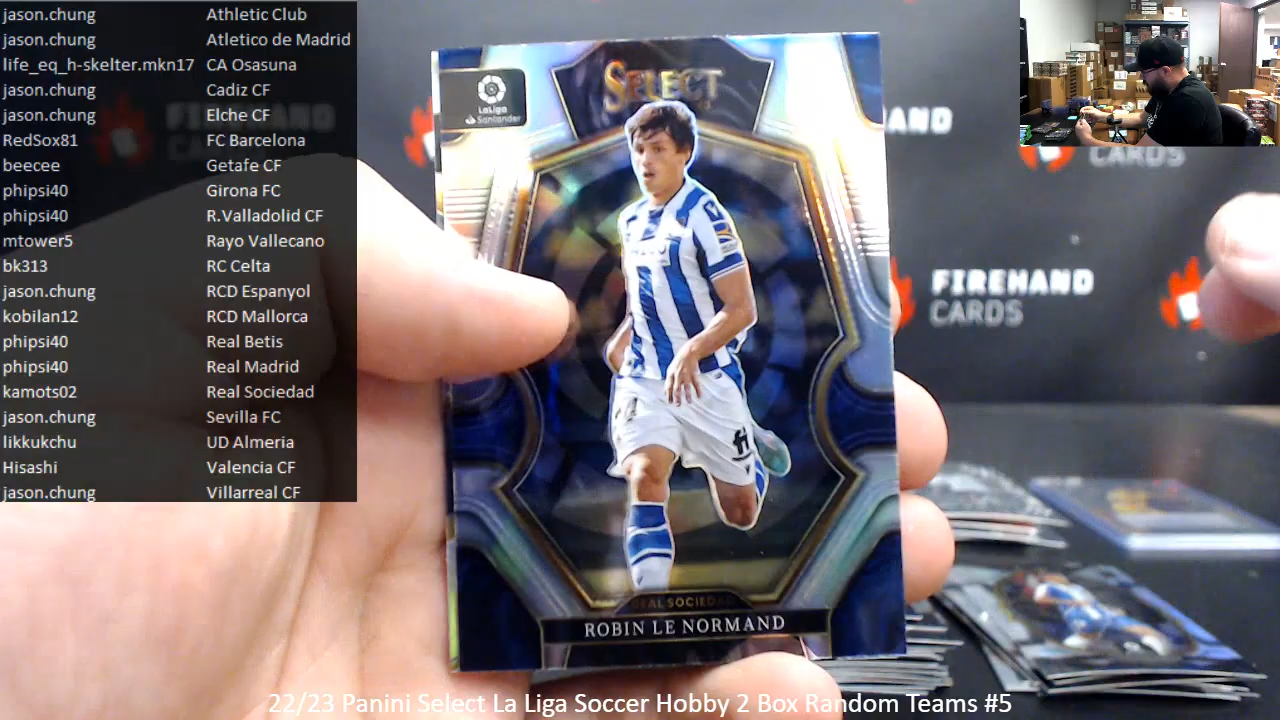 jason.chung Athletic Club
jason.chung Atletico de Madrid
life_eq_h-skelter.mkn17 CA Osasuna
jason.chung Cadiz CF
jason.chung Elche CF
RedSox81 FC Barcelona
beecee Getafe CF
phipsi40 Girona FC
phipsi40 R.Valladolid CF
mtower5 Rayo Vallecano
bk313 RC Celta
jason.chung RCD Espanyol
kobilan12 RCD Mallorca
phipsi40 Real Betis
phipsi40 Real Madrid
kamots02 Real Sociedad
jason.chung Sevilla FC
likkukchu UD Almeria
Hisashi Valencia CF
jason.chung Villarreal CF
SELECT
LaLiga
Santander
REAL SOCIEDAD
ROBIN LE NORMAND
FIREHAND
CARDS
CARDS
FIREHAND
CARDS
22/23 Panini Select La Liga Soccer Hobby 2 Box Random Teams #5